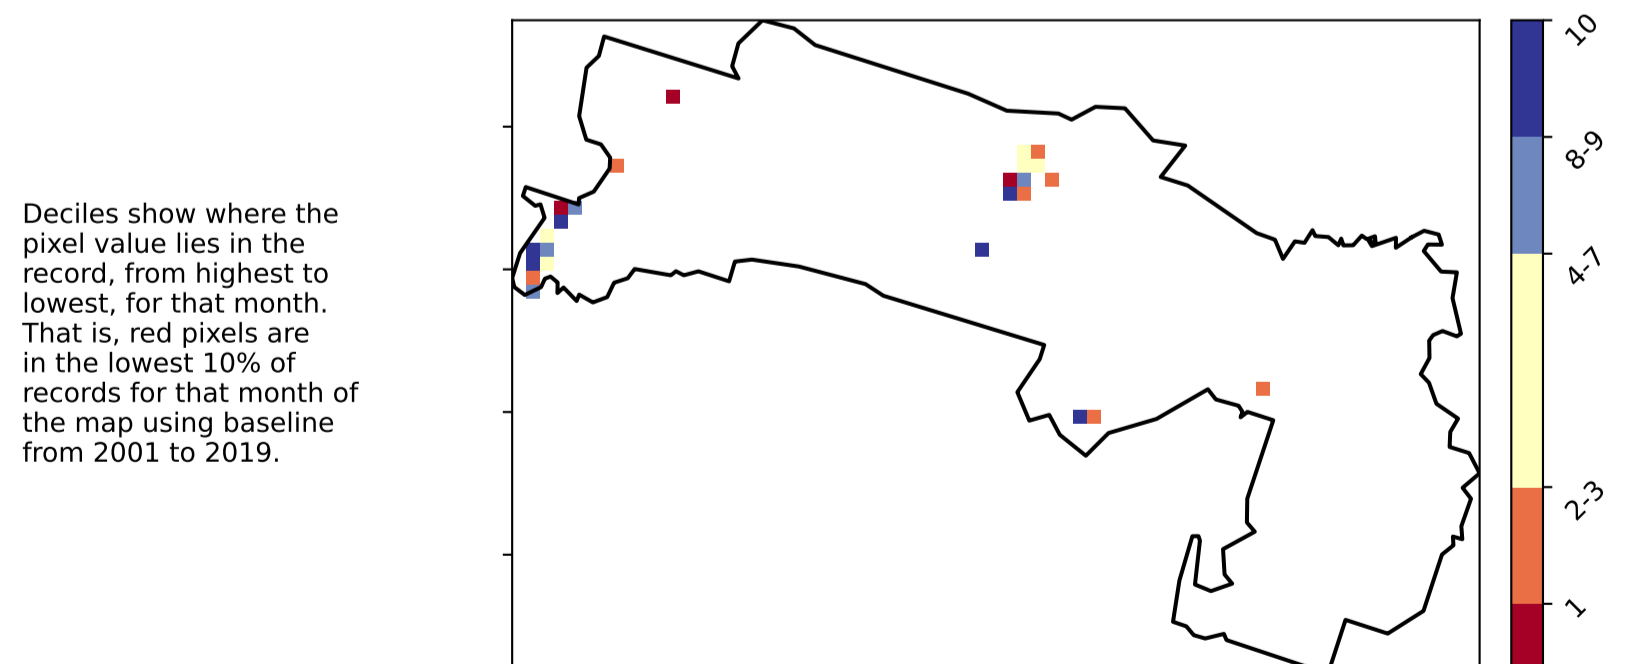 Deciles show where the
pixel value lies in the
record, from highest to
lowest, for that month.
That is, red pixels are
in the lowest 10% of
records for that month of
the map using baseline
from 2001 to 2019.
10
8-9
4-7
2-3
1